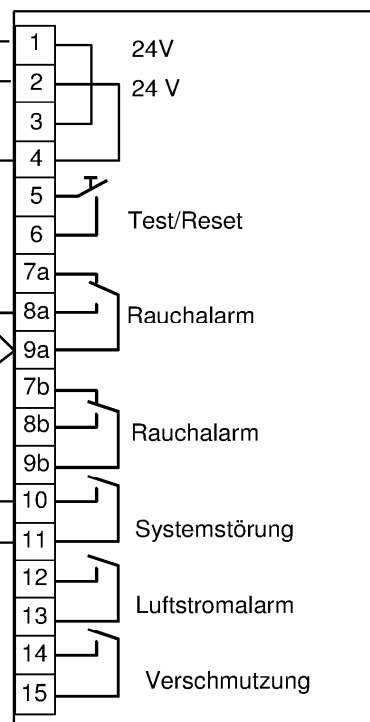 1 24V
2 24 V
3
4
5
6 Test/Reset
7a
8a Rauchalarm
9a
7b
8b Rauchalarm
9b
10
11 Systemstörung
12
13 Luftstromalarm
14
15 Verschmutzung